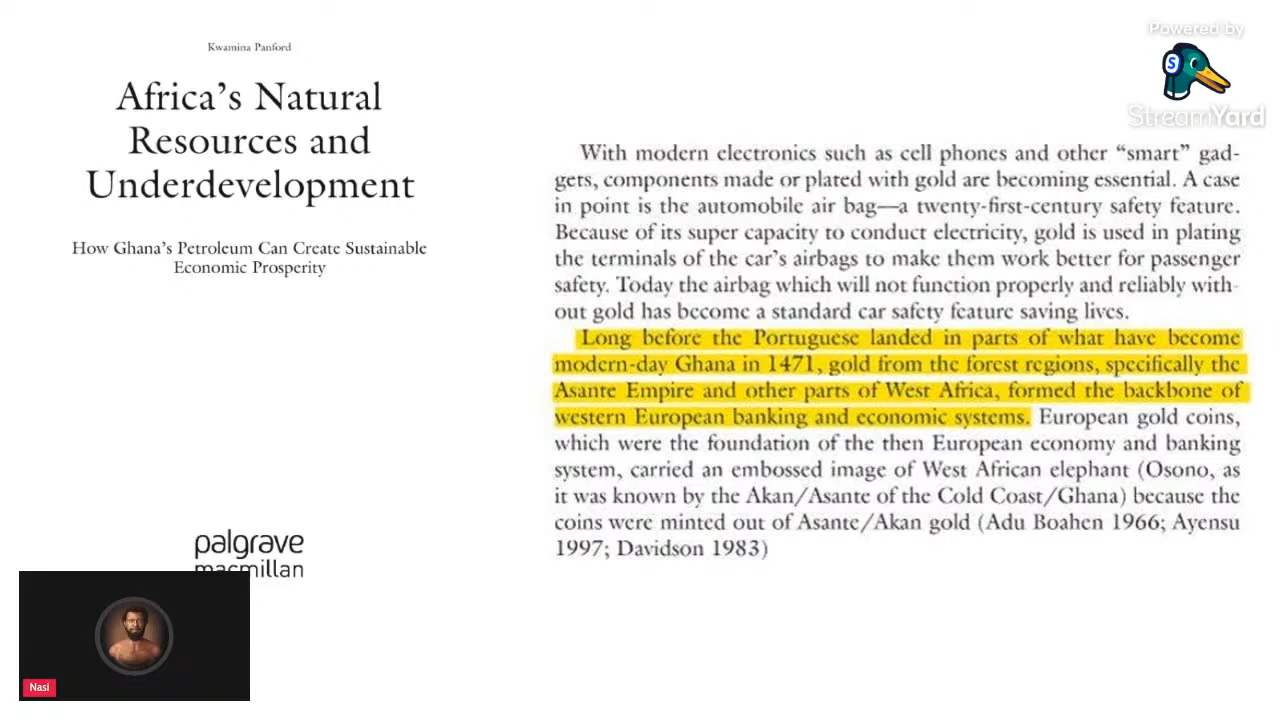 Kwamina Panford
Africa's Natural
Resources and
Underdevelopment
How Ghana's Petroleum Can Create Sustainable
Economic Prosperity
palgrave
macmillan
Nasi
Powered by
S
StreamYard
With modern electronics such as cell phones and other “smart” gad-
gets, components made or plated with gold are becoming essential. A case
in point is the automobile air bag—a twenty-first-century safety feature.
Because of its super capacity to conduct electricity, gold is used in plating
the terminals of the car's airbags to make them work better for passenger
safety. Today the airbag which will not function properly and reliably with-
out gold has become a standard car safety feature saving lives.
Long before the Portuguese landed in parts of what have become
modern-day Ghana in 1471, gold from the forest regions, specifically the
Asante Empire and other parts of West Africa, formed the backbone of
western European banking and economic systems. European gold coins,
which were the foundation of the then European economy and banking
system, carried an embossed image of West African elephant (Osono, as
it was known by the Akan/Asante of the Cold Coast/Ghana) because the
coins were minted out of Asante/Akan gold (Adu Boahen 1966; Ayensu
1997; Davidson 1983)